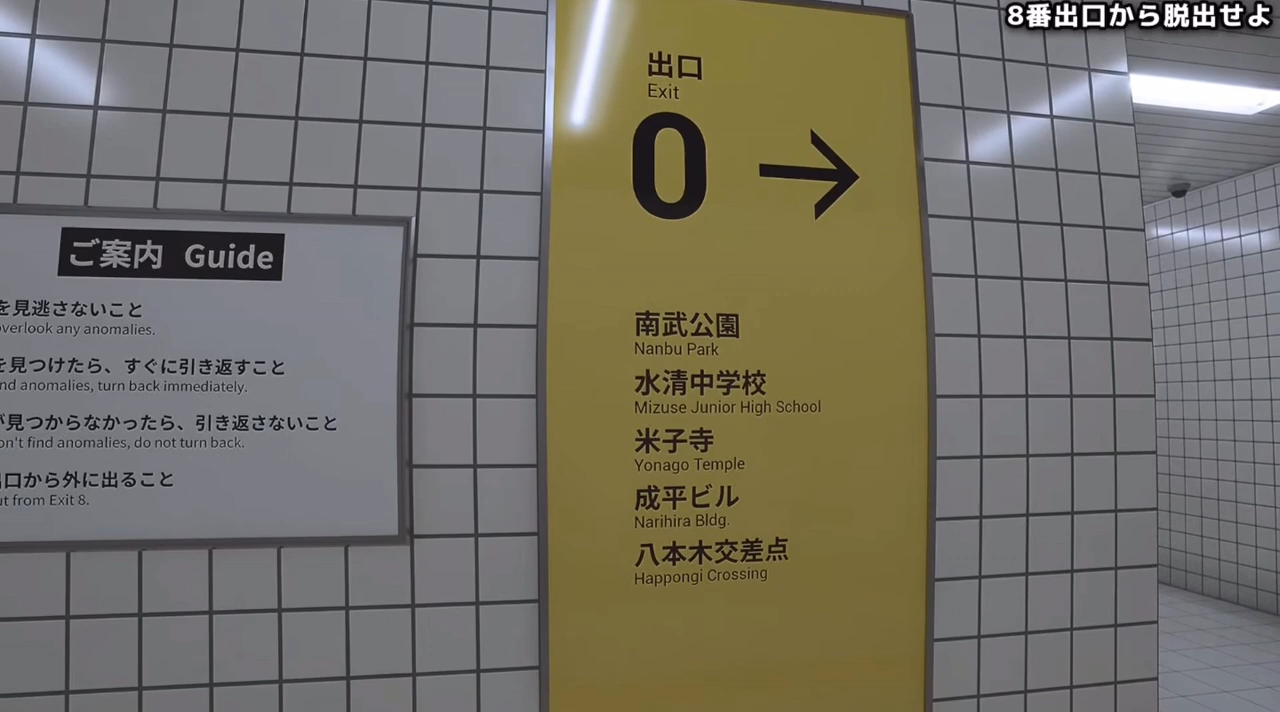 8番出口から脱出せよ
出口
Exit
0 →
ご案内 Guide
を見逃さないこと
overlook any anomalies.
を見つけたら、すぐに引き返すこと
anomalies, turn back immediately.
が見つからなかったら、引き返さないこと
find anomalies, do not turn back.
出口から外に出ること
from Exit 8.
南武公園
Nanbu Park
水清中学校
Mizuse Junior High School
米子寺
Yonago Temple
成平ビル
Narihira Bldg.
八本木交差点
Happongi Crossing